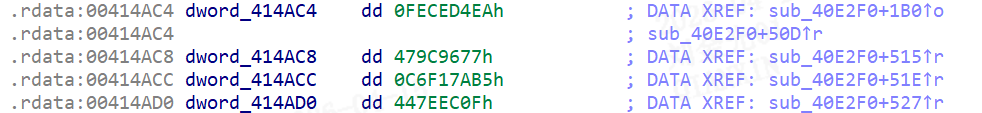 .rdata:00414AC4 dword_414AC4 dd 0FECED4EAh ; DATA XREF: sub_40E2F0+1B0↑o
.rdata:00414AC4 ; sub_40E2F0+50D↑r
.rdata:00414AC8 dword_414AC8 dd 479C9677h ; DATA XREF: sub_40E2F0+515↑r
.rdata:00414ACC dword_414ACC dd 0C6F17AB5h ; DATA XREF: sub_40E2F0+51E↑r
.rdata:00414AD0 dword_414AD0 dd 447EEC0Fh ; DATA XREF: sub_40E2F0+527↑r